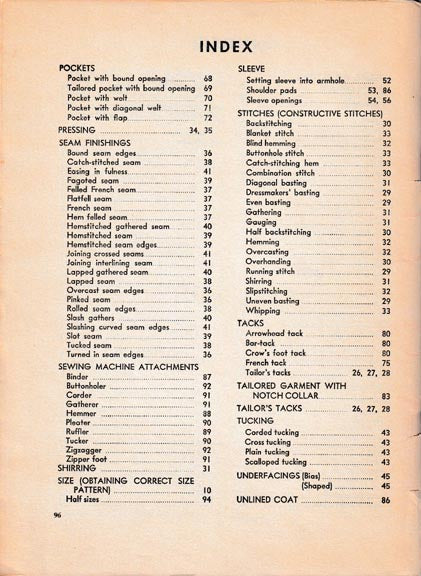 INDEX
POCKETS
Pocket with bound opening 68
Tailored pocket with bound opening 69
Pocket with welt 70
Pocket with diagonal welt 71
Pocket with flap 72
PRESSING 34, 35
SEAM FINISHINGS
Bound seam edges 36
Catch-stitched seam 38
Easing in fulness 41
Fagoted seam 39
Felled French seam 37
Flatfell seam 37
French seam 37
Hem felled seam 37
Hemstitched gathered seam 40
Hemstitched seam 39
Hemstitched seam edges 39
Joining crossed seams 41
Joining interlining seam 41
Lapped gathered seam 40
Lapped seam 38
Overcast seam edges 36
Pinked seam 36
Rolled seam edges 38
Slash gathers 40
Slashing curved seam edges 41
Slot seam 39
Tucked seam 38
Turned in seam edges 36
SEWING MACHINE ATTACHMENTS
Binder 87
Buttonholer 92
Corder 91
Gatherer 91
Hemmer 88
Pleater 90
Ruffler 89
Tucker 90
Zigzagger 92
Zipper foot 91
SHIRRING 31
SIZE (OBTAINING CORRECT SIZE
PATTERN) 10
Half sizes 94
96
SLEEVE
Setting sleeve into armhole 52
Shoulder pads 53, 86
Sleeve openings 54, 56
STITCHES (CONSTRUCTIVE STITCHES)
Backstitching 30
Blanket stitch 33
Blind hemming 32
Buttonhole stitch 33
Catch-stitching hem 33
Combination stitch 30
Diagonal basting 31
Dressmakers' basting 29
Even basting 29
Gathering 31
Gauging 31
Half backstitching 30
Hemming 32
Overcasting 32
Overhanding 30
Running stitch 29
Shirring 31
Slipstitching 32
Uneven basting 29
Whipping 33
TACKS
Arrowhead tack 80
Bar-tack 80
Crow's foot tack 80
French tack 75
Tailor's tacks 26, 27, 28
TAILORED GARMENT WITH
NOTCH COLLAR 83
TAILOR'S TACKS 26, 27, 28
TUCKING
Corded tucking 43
Cross tucking 43
Plain tucking 43
Scalloped tucking 43
UNDERFACINGS (Bias) 45
(Shaped) 45
UNLINED COAT 86